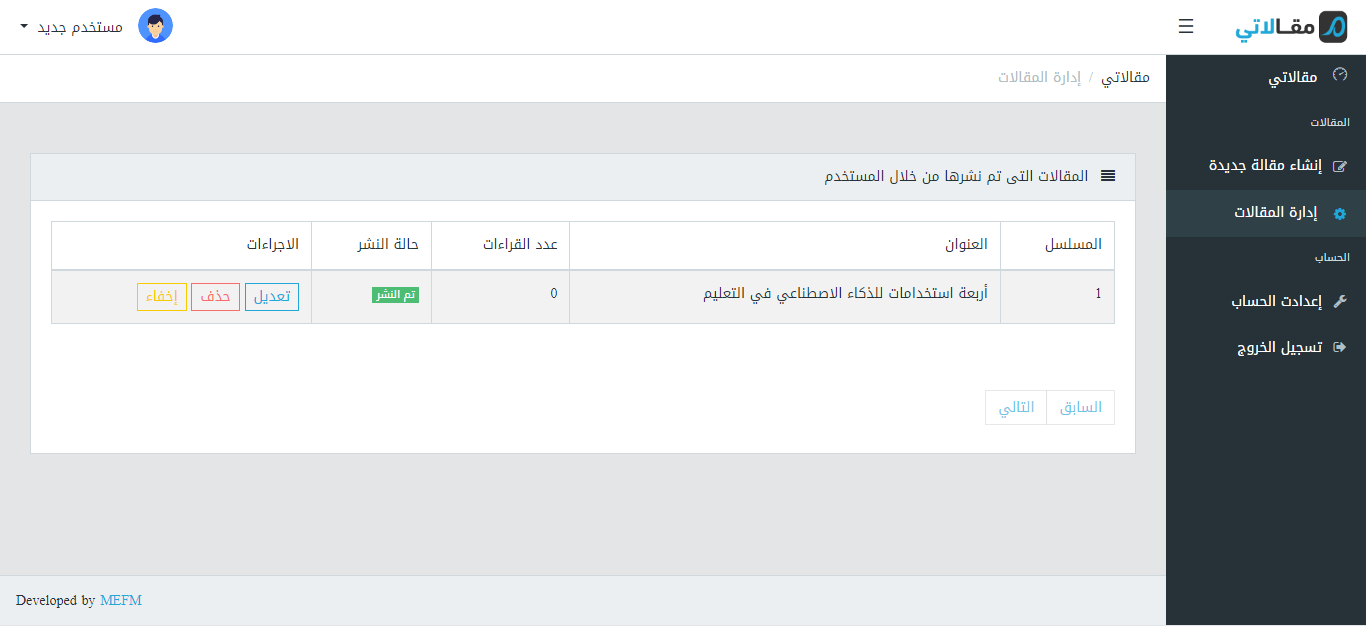 مقـالاتي
مستخدم جديد
مقالاتي
المقالات
إنشاء مقالة جديدة
إدارة المقالات
الحساب
إعدادت الحساب
تسجيل الخروج
مقالاتي / إدارة المقالات
المقالات التى تم نشرها من خلال المستخدم
المسلسل العنوان عدد القراءات حالة النشر الاجراءات
1 أربعة استخدامات للذكاء الاصطناعي في التعليم 0 تم النشر تعديل حذف إخفاء
السابق التالي
Developed by MEFM